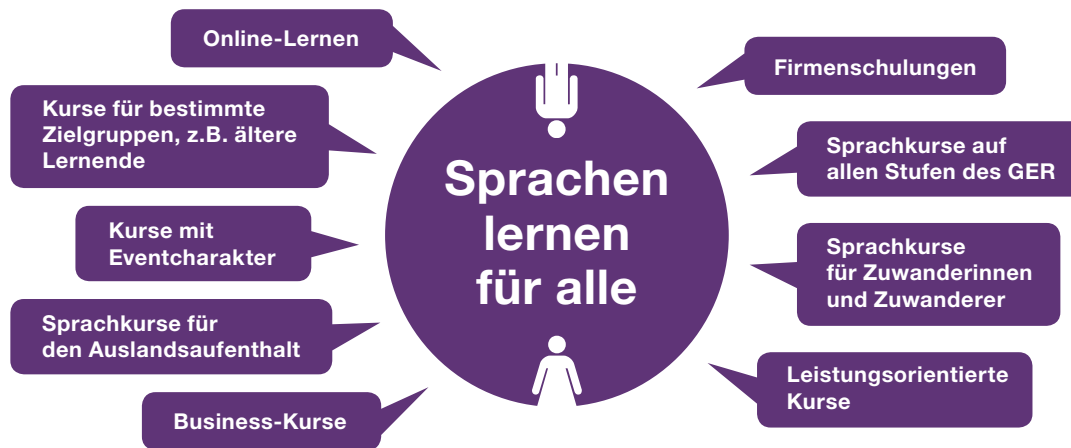 Online-Lernen
Kurse für bestimmte
Zielgruppen, z.B. ältere
Lernende
Kurse mit
Eventcharakter
Sprachkurse für
den Auslandsaufenthalt
Business-Kurse
Sprachen
lernen
für alle
Firmenschulungen
Sprachkurse auf
allen Stufen des GER
Sprachkurse
für Zuwanderinnen
und Zuwanderer
Leistungsorientierte
Kurse